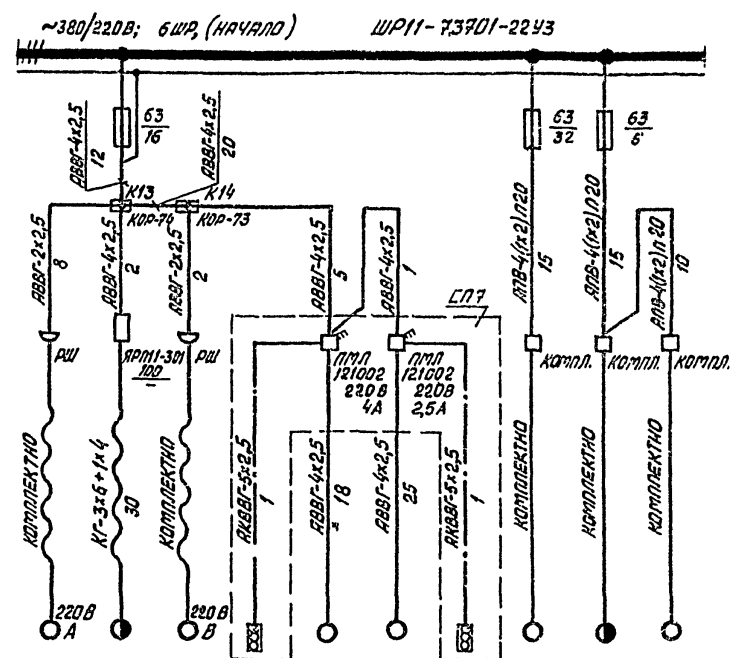 ~380/220В; 6ШР, (НАЧАЛО) ШР11-73701-22У3
АВВГ-4х2,5
12
63
16
АВВГ-4х2,5
20
63
32
63
6
К13
КОР-74
К14
КОР-73
АВВГ-2х2,5
8
АВВГ-4х2,5
2
АВВГ-2х2,5
2
АВВГ-4х2,5
5
АВВГ-4х2,5
1
АПВ-4(1х2)П20
15
АПВ-4(1х2)П20
15
АПВ-4(1х2)П20
10
СП7
РШ
ЯРП11-301
100
–
РШ
ПМЛ
121002
220В
4А
ПМЛ
121002
220В
2,5А
КОМПЛ.
КОМПЛ.
КОМПЛ.
КОМПЛЕКТНО
КГ-3х6+1х4
30
КОМПЛЕКТНО
АКВВГ-5х2,5
1
АВВГ-4х2,5
18
АВВГ-4х2,5
25
АКВВГ-5х2,5
1
КОМПЛЕКТНО
КОМПЛЕКТНО
КОМПЛЕКТНО
220В
А
220В
В